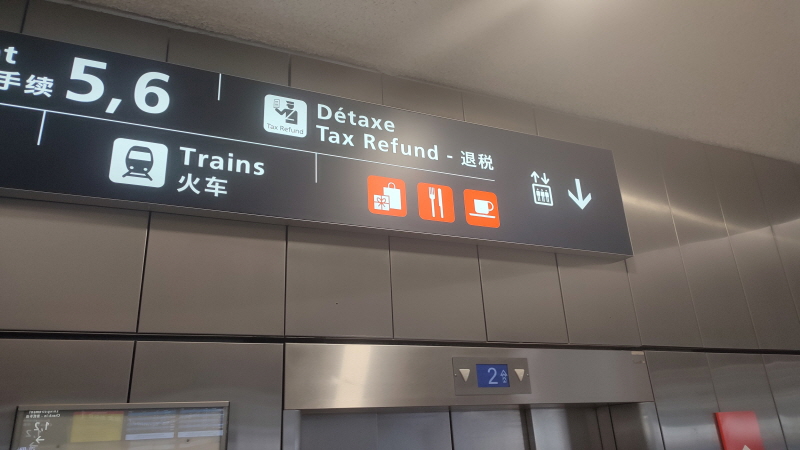 t
手续 5,6
Tax Refund
Détaxe
Tax Refund - 退税
Trains
火车
2